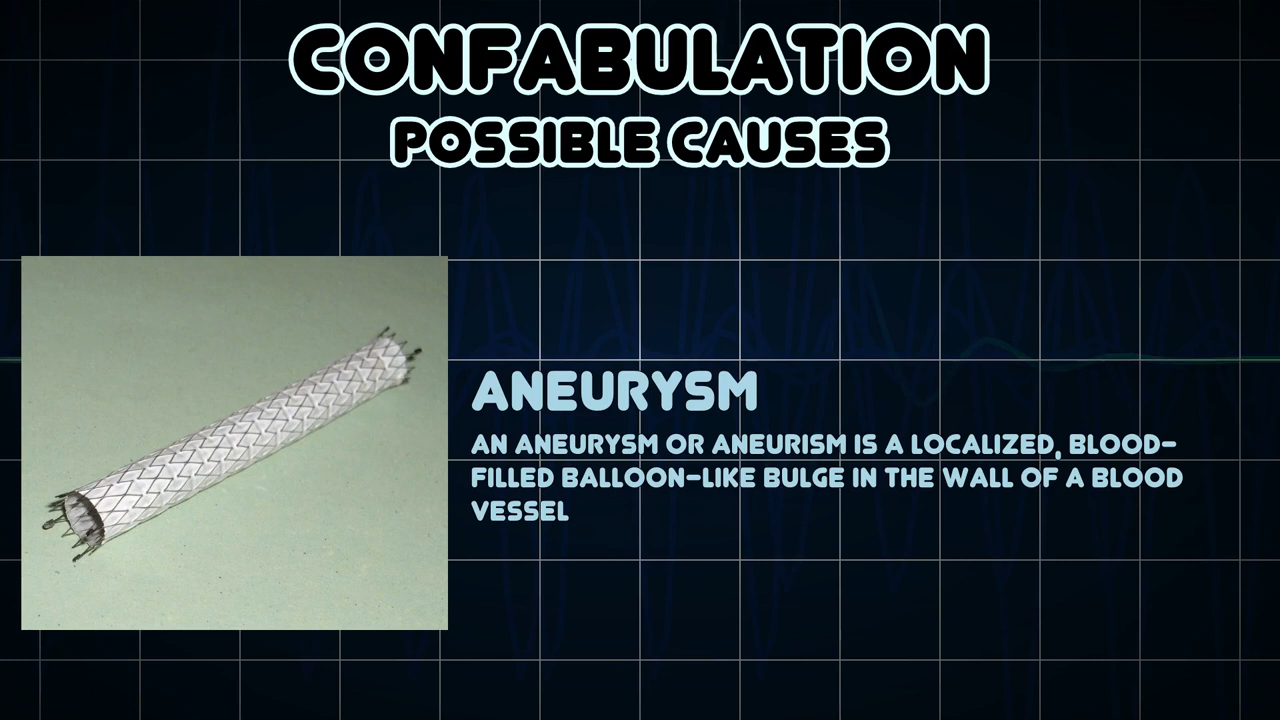 CONFABULATION
POSSIBLE CAUSES
ANEURYSM
AN ANEURYSM OR ANEURISM IS A LOCALIZED, BLOOD-
FILLED BALLOON-LIKE BULGE IN THE WALL OF A BLOOD
VESSEL